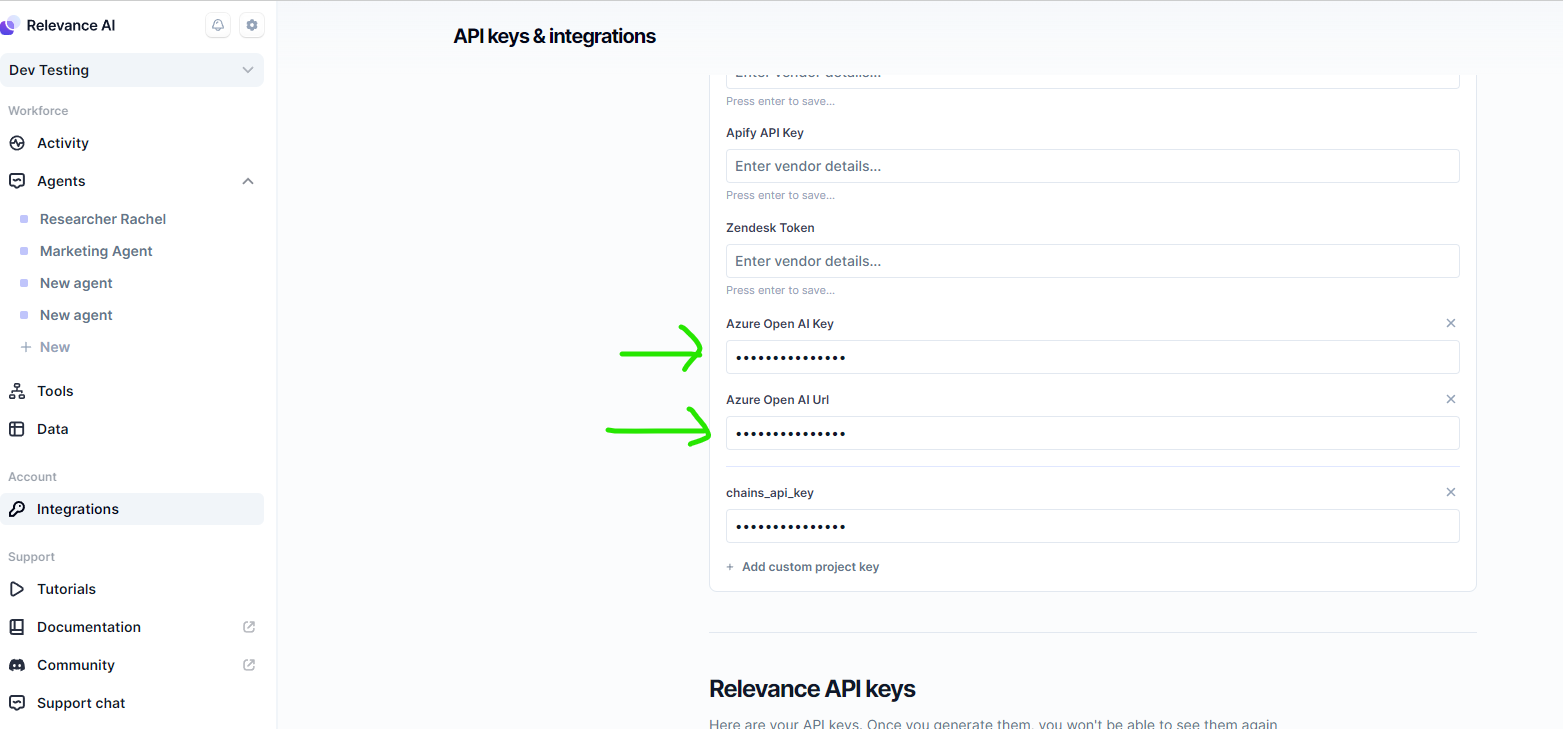 Relevance AI
API keys & integrations
Dev Testing
Workforce
Activity
Agents
Researcher Rachel
Marketing Agent
New agent
New agent
+ New
Tools
Data
Account
Integrations
Support
Tutorials
Documentation
Community
Support chat
Enter vendor details...
Press enter to save...
Apify API Key
Enter vendor details...
Press enter to save...
Zendesk Token
Enter vendor details...
Press enter to save...
Azure Open AI Key
•••••••••••••••
Azure Open AI Url
•••••••••••••••
chains_api_key
•••••••••••••••
+ Add custom project key
Relevance API keys
Here are your API keys. Once you generate them, you won't be able to see them again